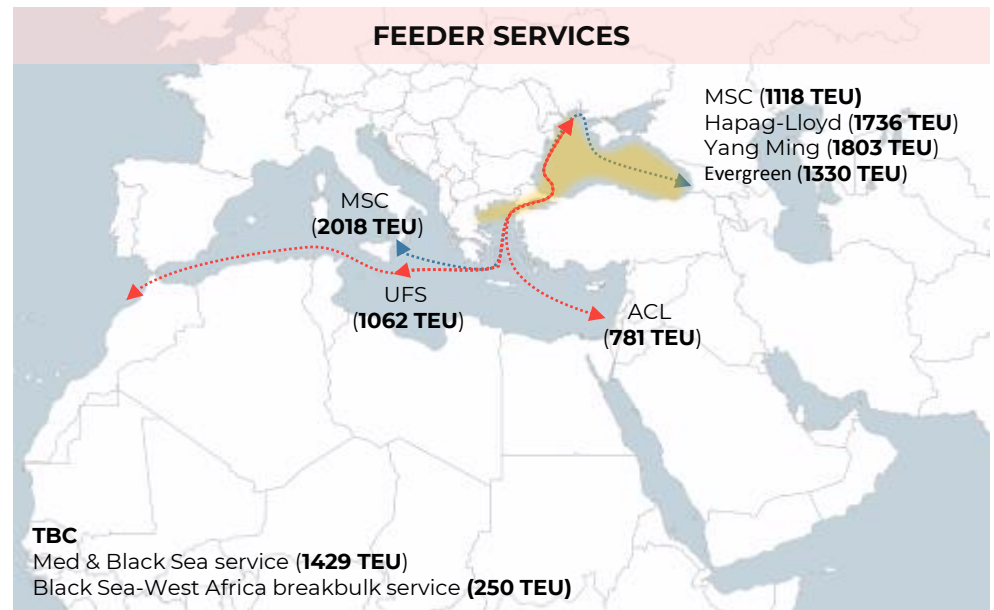 FEEDER SERVICES
MSC (1118 TEU)
Hapag-Lloyd (1736 TEU)
Yang Ming (1803 TEU)
Evergreen (1330 TEU)
MSC
(2018 TEU)
UFS
(1062 TEU)
ACL
(781 TEU)
TBC
Med & Black Sea service (1429 TEU)
Black Sea-West Africa breakbulk service (250 TEU)